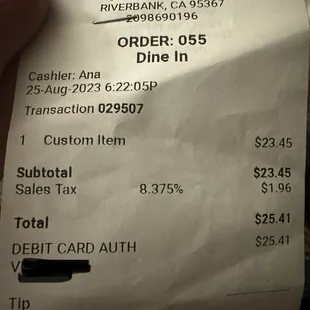 RIVERBANK, CA 95367
2098690196
ORDER: 055
Dine In
Cashier: Ana
25-Aug-2023 6:22:05P
Transaction 029507
1 Custom Item $23.45
Subtotal $23.45
Sales Tax 8.375% $1.96
Total $25.41
DEBIT CARD AUTH $25.41
V
Tip